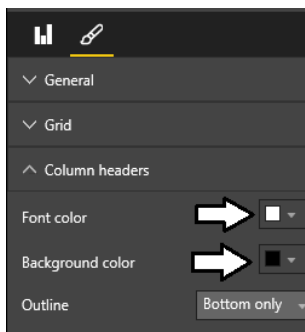 General
Grid
Column headers
Font color
Background color
Outline Bottom only